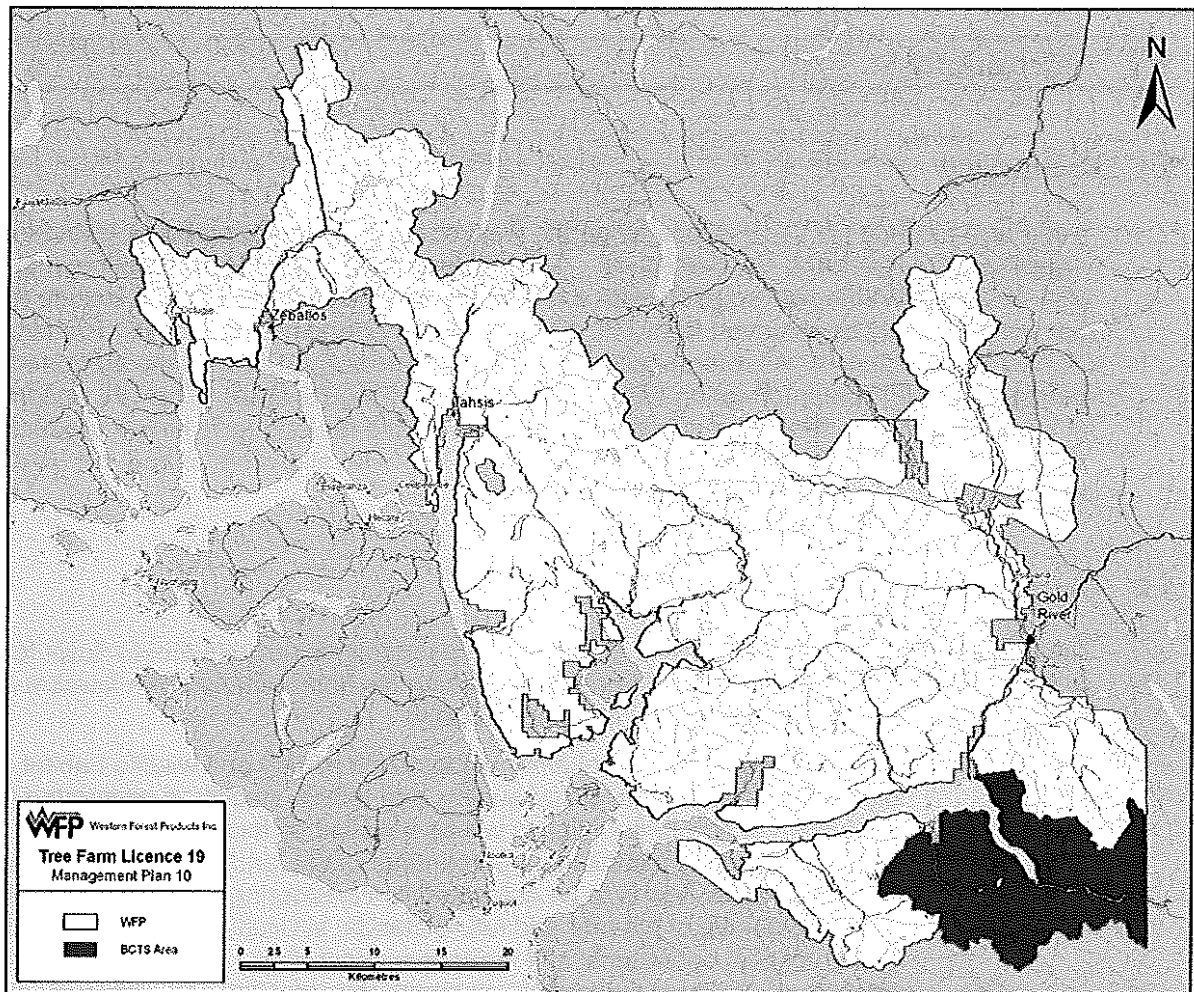 N
Zeballos
Tahsis
Gold
River
WFP Western Forest Products Inc.
Tree Farm Licence 19
Management Plan 10
WFP
BCTS Area
0 2.5 5 10 15 20
Kilometres